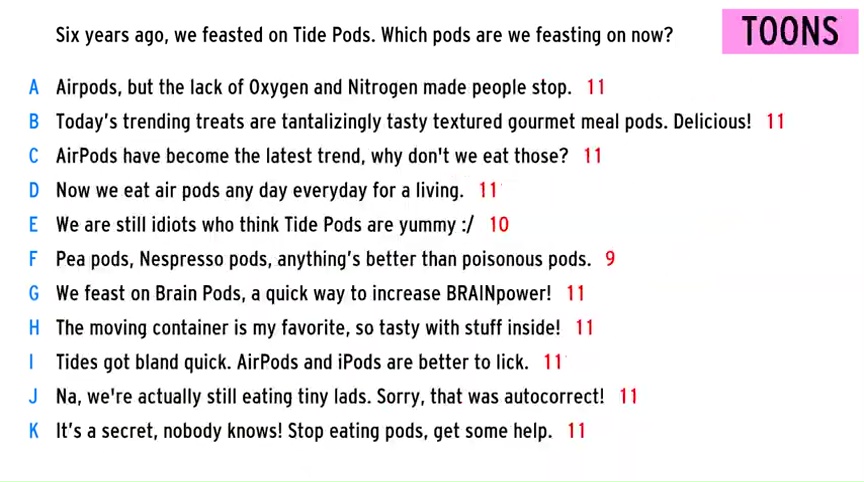 Six years ago, we feasted on Tide Pods. Which pods are we feasting on now?
TOONS
A Airpods, but the lack of Oxygen and Nitrogen made people stop. 11
B Today's trending treats are tantalizingly tasty textured gourmet meal pods. Delicious! 11
C AirPods have become the latest trend, why don't we eat those? 11
D Now we eat air pods any day everyday for a living. 11
E We are still idiots who think Tide Pods are yummy :/ 10
F Pea pods, Nespresso pods, anything's better than poisonous pods. 9
G We feast on Brain Pods, a quick way to increase BRAINpower! 11
H The moving container is my favorite, so tasty with stuff inside! 11
I Tides got bland quick. AirPods and iPods are better to lick. 11
J Na, we're actually still eating tiny lads. Sorry, that was autocorrect! 11
K It's a secret, nobody knows! Stop eating pods, get some help. 11